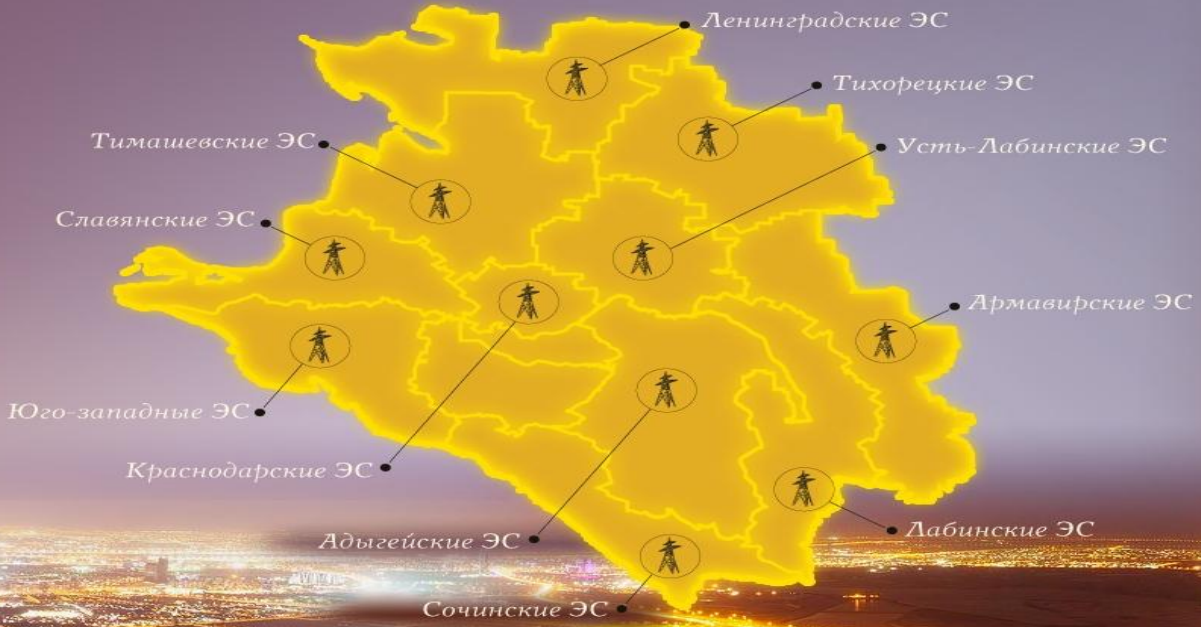 Ленинградские ЭС
Тихорецкие ЭС
Тимашевские ЭС
Усть-Лабинские ЭС
Славянские ЭС
Армавирские ЭС
Юго-западные ЭС
Краснодарские ЭС
Лабинские ЭС
Адыгейские ЭС
Сочинские ЭС